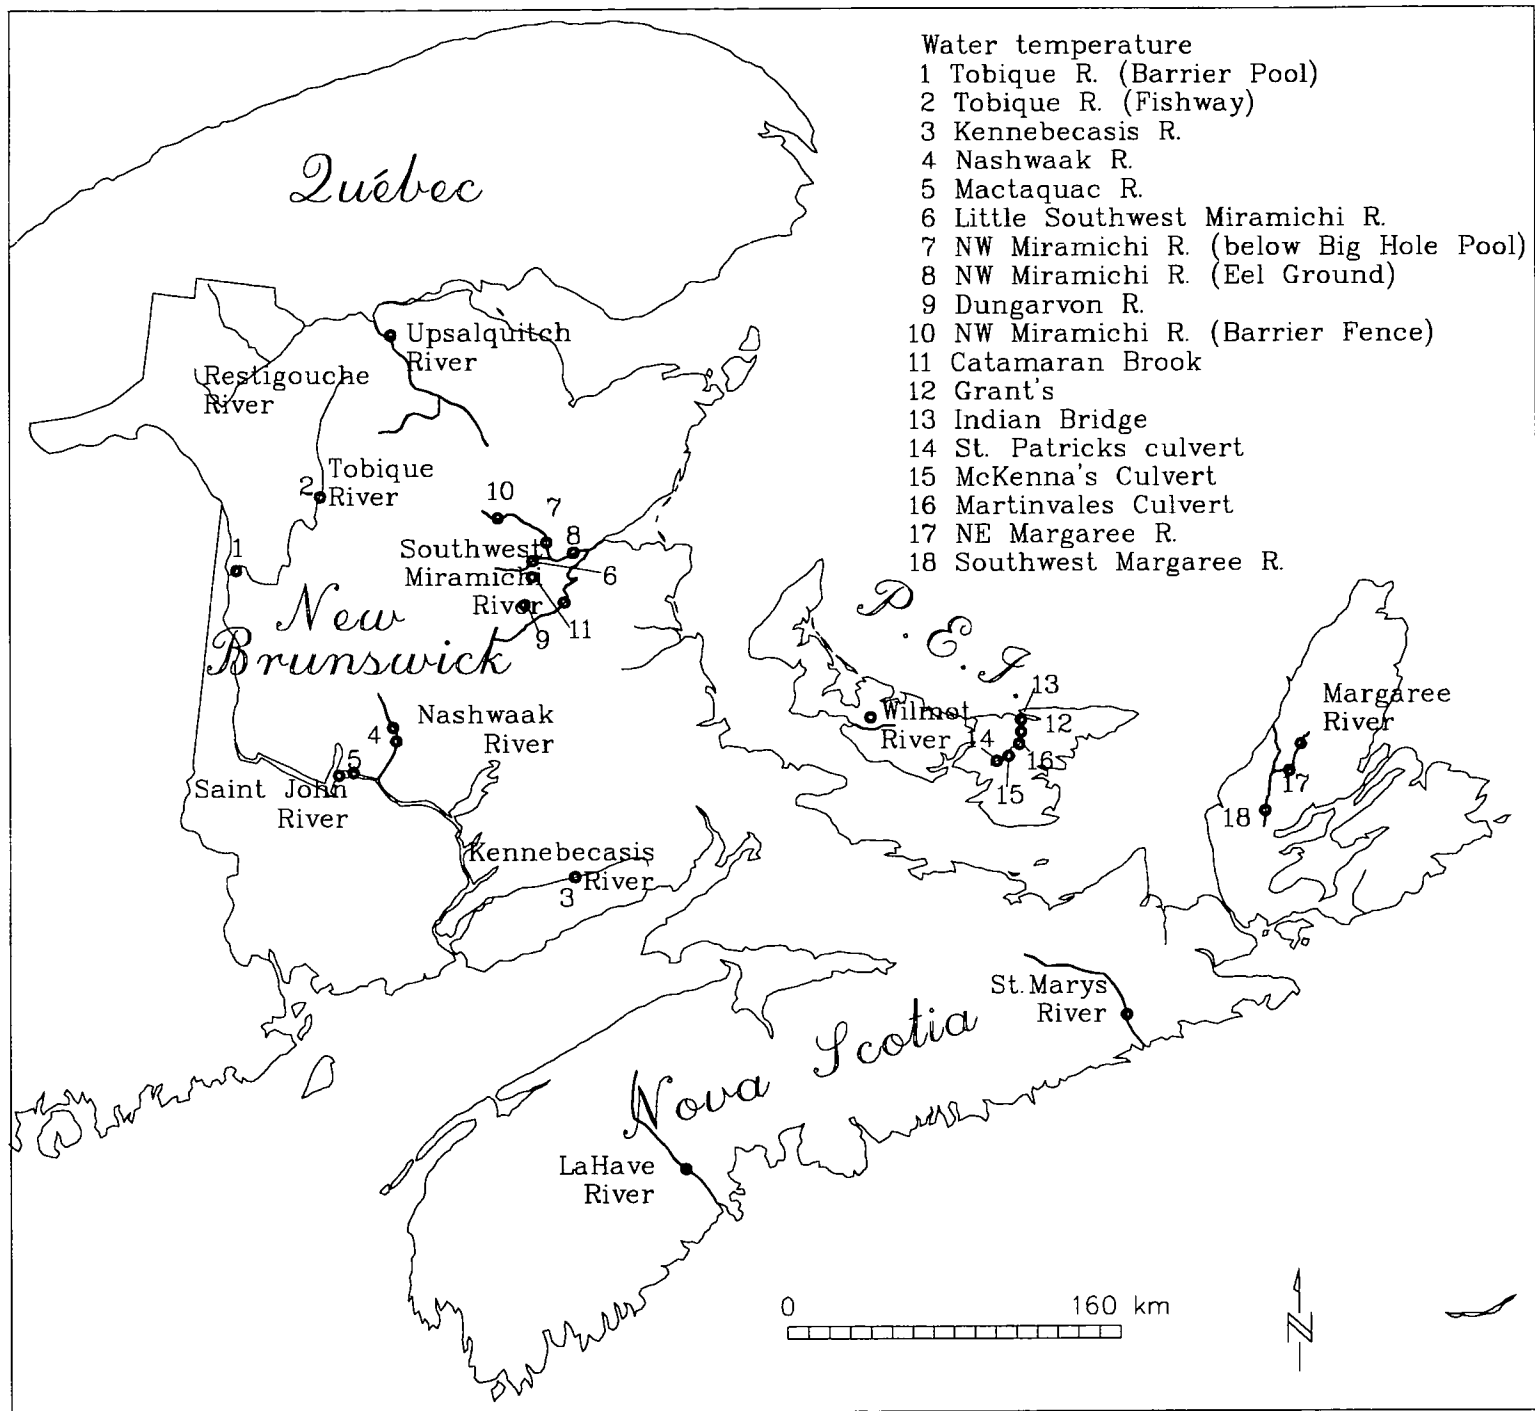 Water temperature
1 Tobique R. (Barrier Pool)
2 Tobique R. (Fishway)
3 Kennebecasis R.
4 Nashwaak R.
5 Mactaquac R.
6 Little Southwest Miramichi R.
7 NW Miramichi R. (below Big Hole Pool)
8 NW Miramichi R. (Eel Ground)
9 Dungarvon R.
10 NW Miramichi R. (Barrier Fence)
11 Catamaran Brook
12 Grant's
13 Indian Bridge
14 St. Patricks culvert
15 McKenna's Culvert
16 Martinvales Culvert
17 NE Margaree R.
18 Southwest Margaree R.
Québec
Upsalquitch
River
Restigouche
River
Tobique
River
2
1
10
7
8
Southwest
Miramichi
River
6
9
11
New
Brunswick
P.E.I.
13
12
Wilmot
River
14
16
15
Margaree
River
17
18
Nashwaak
River
4
5
Saint John
River
Kennebecasis
River
3
St. Marys
River
Nova Scotia
LaHave
River
0
160 km
N